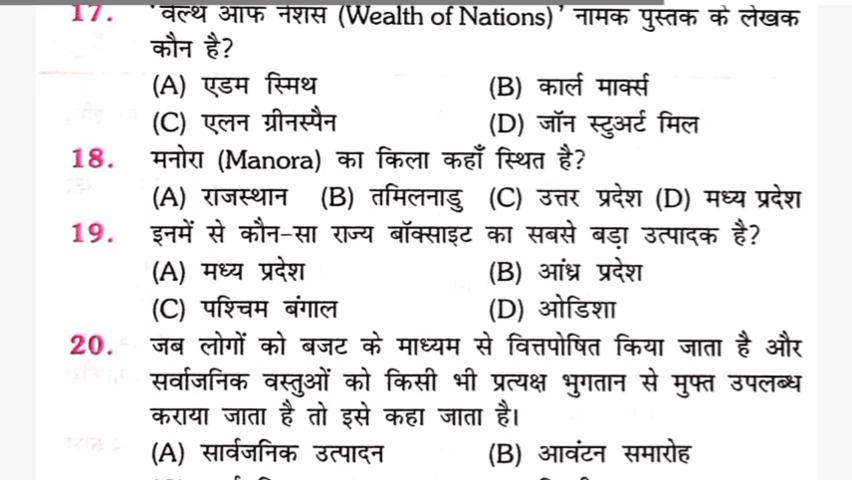 17. 'वेल्थ ऑफ नेशंस (Wealth of Nations)' नामक पुस्तक के लेखक
कौन है?
(A) एडम स्मिथ (B) कार्ल मार्क्स
(C) एलन ग्रीनस्पैन (D) जॉन स्टुअर्ट मिल
18. मनोरा (Manora) का किला कहाँ स्थित है?
(A) राजस्थान (B) तमिलनाडु (C) उत्तर प्रदेश (D) मध्य प्रदेश
19. इनमें से कौन-सा राज्य बॉक्साइट का सबसे बड़ा उत्पादक है?
(A) मध्य प्रदेश (B) आंध्र प्रदेश
(C) पश्चिम बंगाल (D) ओडिशा
20. जब लोगों को बजट के माध्यम से वित्तपोषित किया जाता है और
सर्वाजनिक वस्तुओं को किसी भी प्रत्यक्ष भुगतान से मुफ्त उपलब्ध
कराया जाता है तो इसे कहा जाता है।
(A) सार्वजनिक उत्पादन (B) आवंटन समारोह